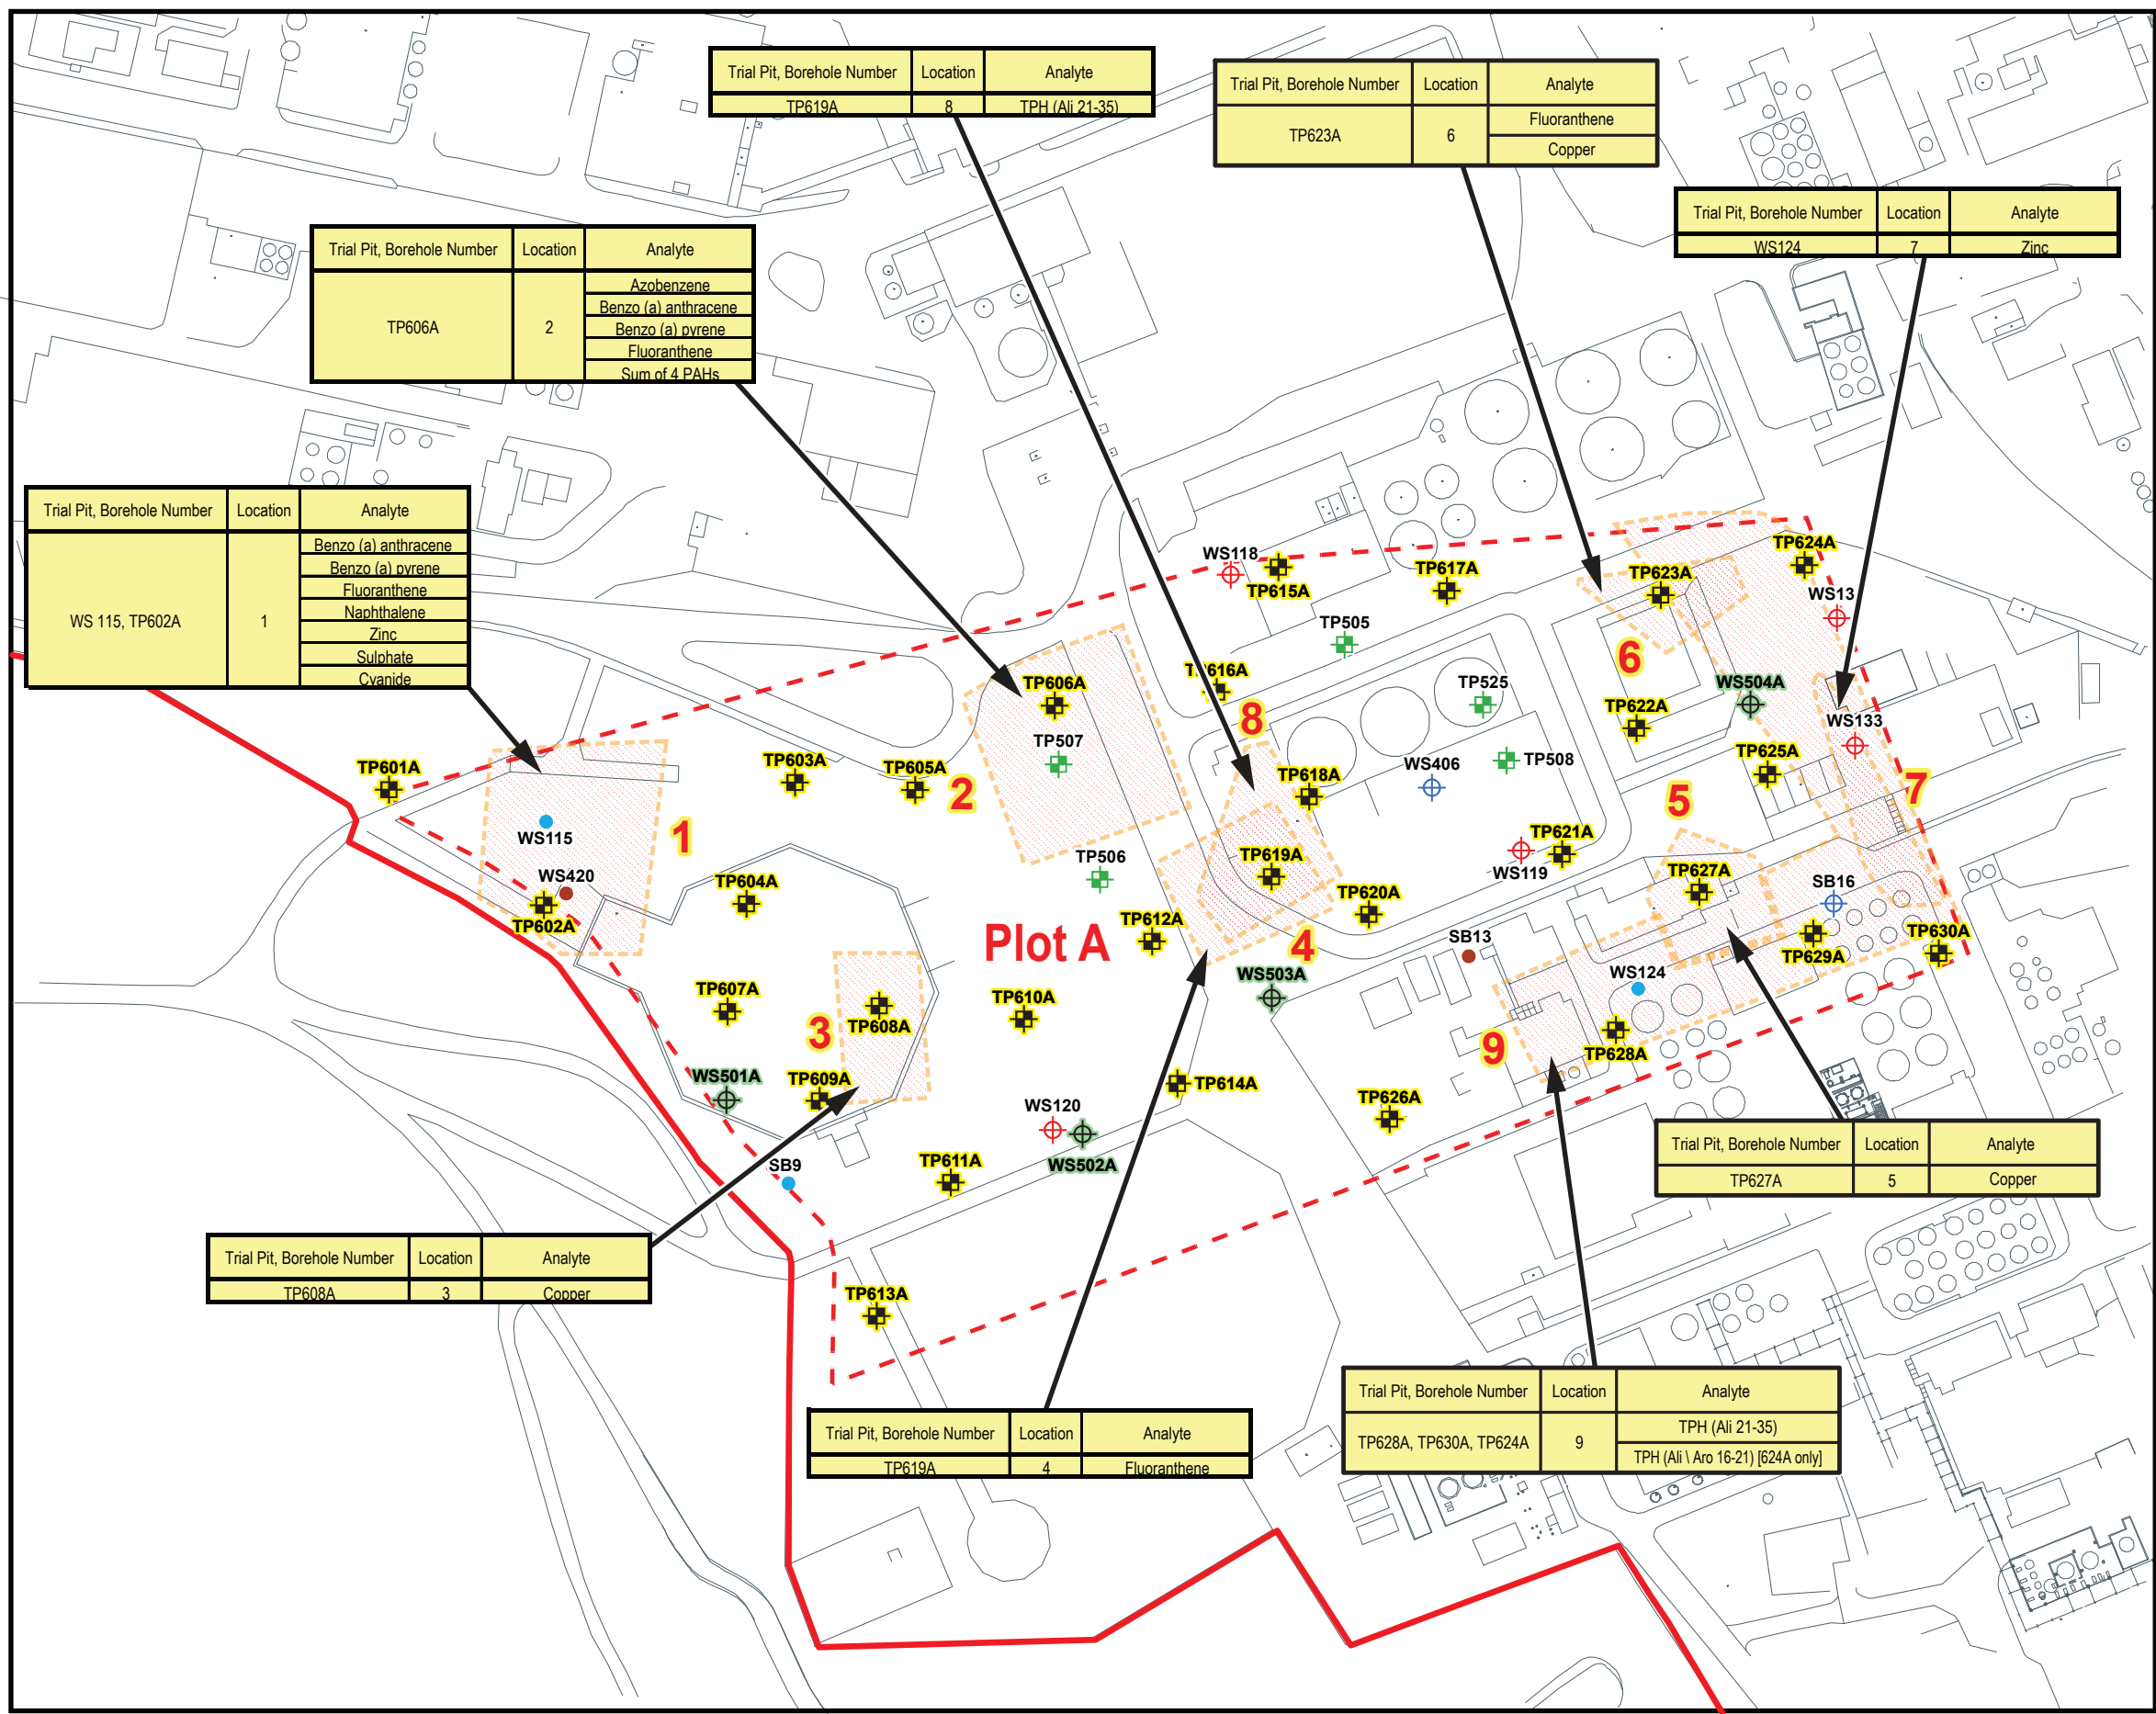 Trial Pit, Borehole Number Location Analyte
TP619A 8 TPH (Ali 21-35)
Trial Pit, Borehole Number Location Analyte
TP623A 6 Fluoranthene
Copper
Trial Pit, Borehole Number Location Analyte
WS124 7 Zinc
Trial Pit, Borehole Number Location Analyte
TP606A 2 Azobenzene
Benzo (a) anthracene
Benzo (a) pyrene
Fluoranthene
Sum of 4 PAHs
Trial Pit, Borehole Number Location Analyte
WS 115, TP602A 1 Benzo (a) anthracene
Benzo (a) pyrene
Fluoranthene
Naphthalene
Zinc
Sulphate
Cyanide
TP624A
WS118
TP615A
TP617A
TP623A
WS13
TP505
6
TP616A
TP606A
TP525
WS504A
TP622A
8
WS133
TP507
TP601A
TP603A
TP605A
2
TP618A
WS406
TP508
TP625A
7
5
WS115
1
TP621A
TP506
TP619A
WS119
WS420
TP604A
TP627A
SB16
TP602A
TP612A
TP620A
Plot A
4
SB13
TP629A
TP630A
WS503A
WS124
TP607A
TP608A
3
TP610A
9
TP628A
WS501A
TP609A
TP614A
TP626A
WS120
WS502A
SB9
TP611A
Trial Pit, Borehole Number Location Analyte
TP627A 5 Copper
Trial Pit, Borehole Number Location Analyte
TP608A 3 Copper
TP613A
Trial Pit, Borehole Number Location Analyte
TP628A, TP630A, TP624A 9 TPH (Ali 21-35)
TPH (Ali \ Aro 16-21) [624A only]
Trial Pit, Borehole Number Location Analyte
TP619A 4 Fluoranthene